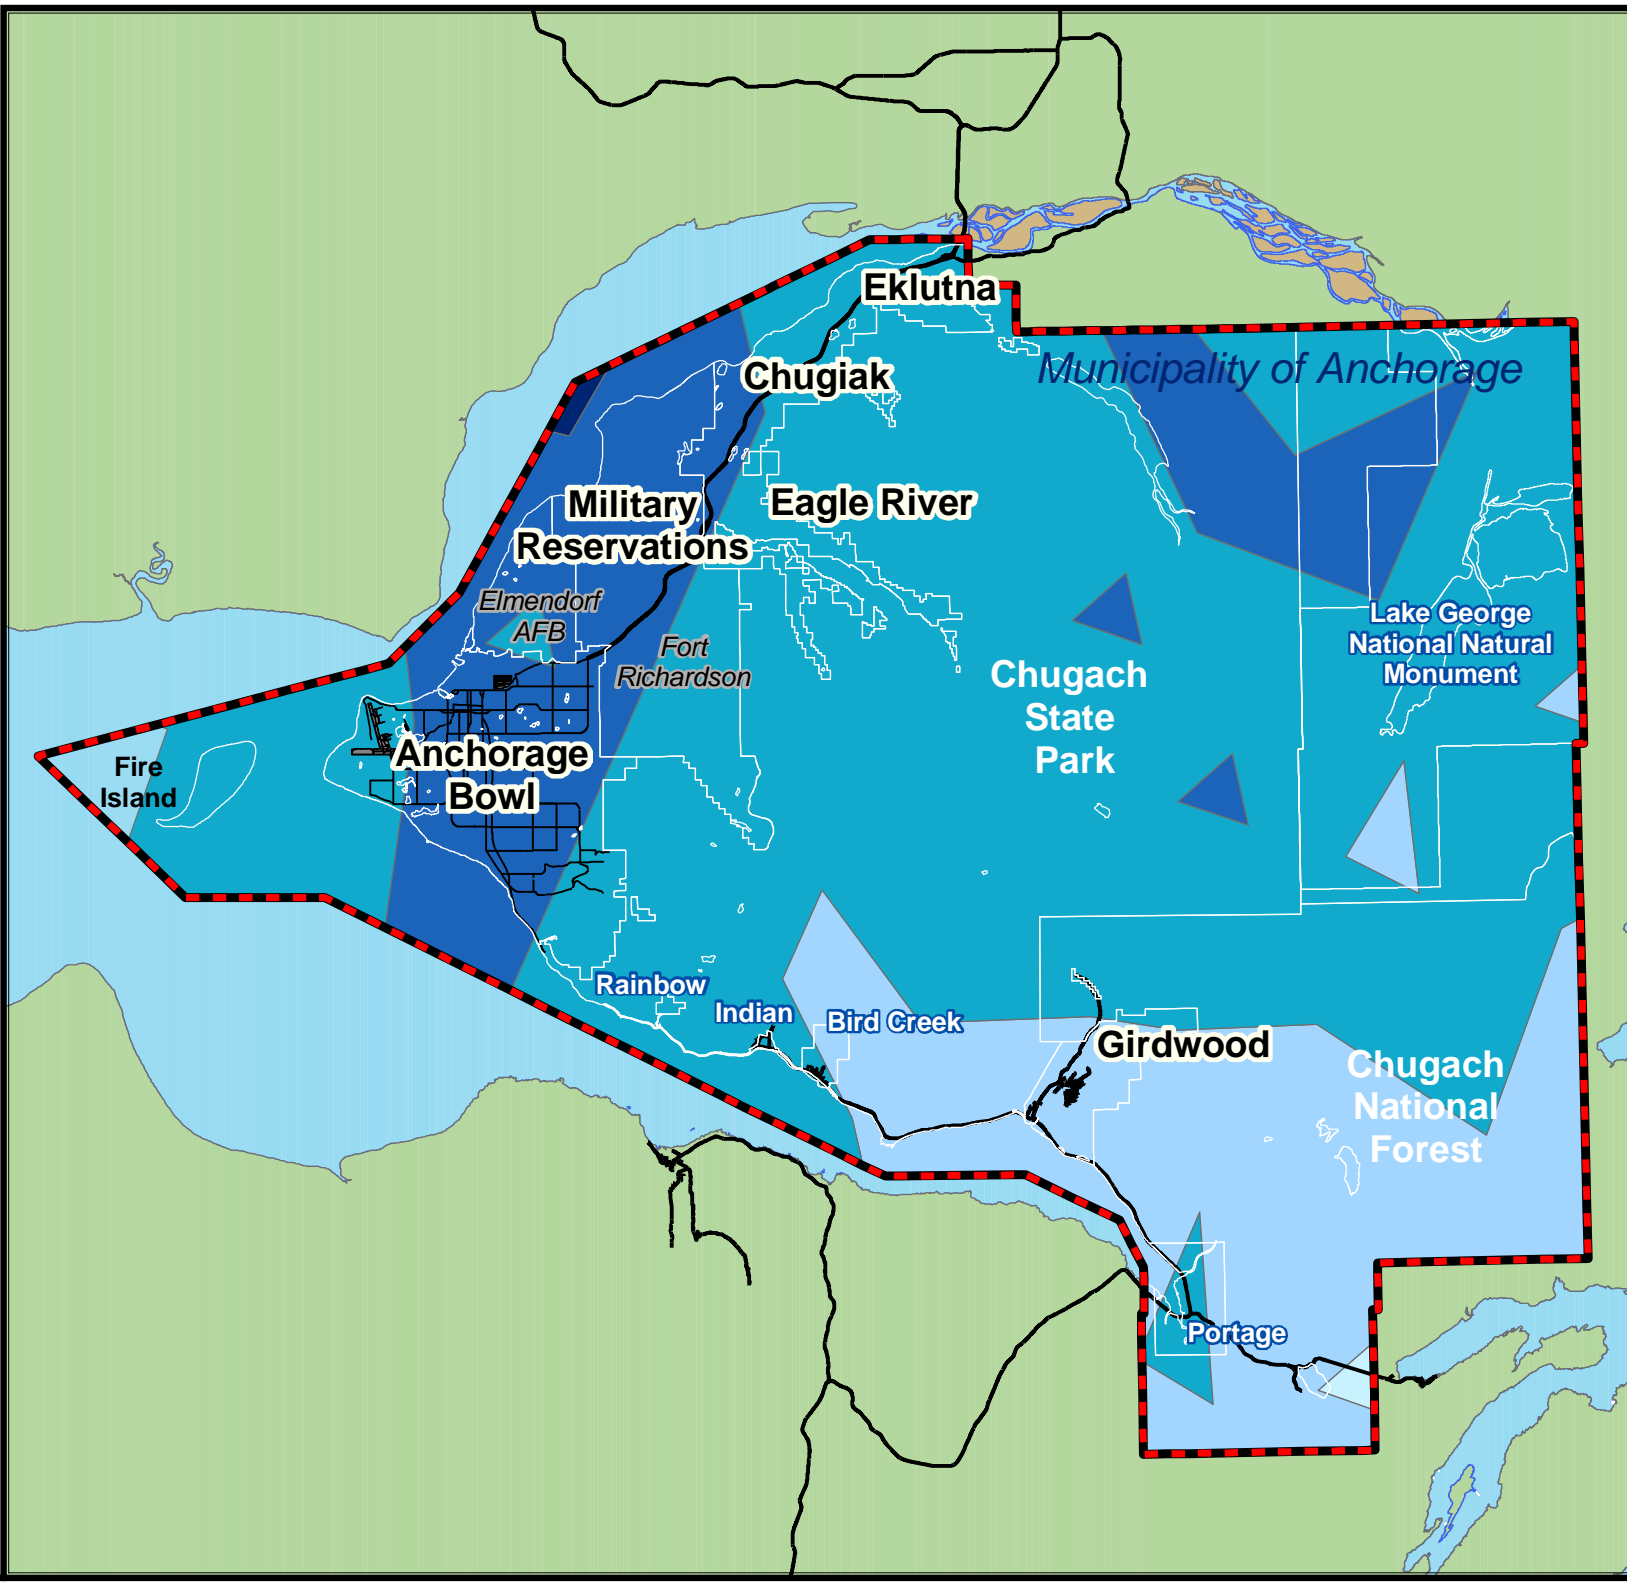 Eklutna
Municipality of Anchorage
Chugiak
Military
Reservations
Eagle River
Elmendorf
AFB
Fort
Richardson
Lake George
National Natural
Monument
Chugach
State
Park
Anchorage
Bowl
Fire
Island
Rainbow
Indian
Bird Creek
Girdwood
Chugach
National
Forest
Portage